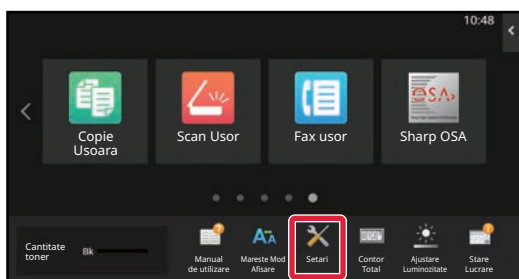 10:48
Copie
Usoara
Scan Usor
Fax usor
OSA
Sharp OSA
Cantitate
toner
Bk
Manual
de utilizare
Mareste Mod
Afisare
Setari
Contor
Total
Ajustare
Luminozitate
Stare
Lucrare